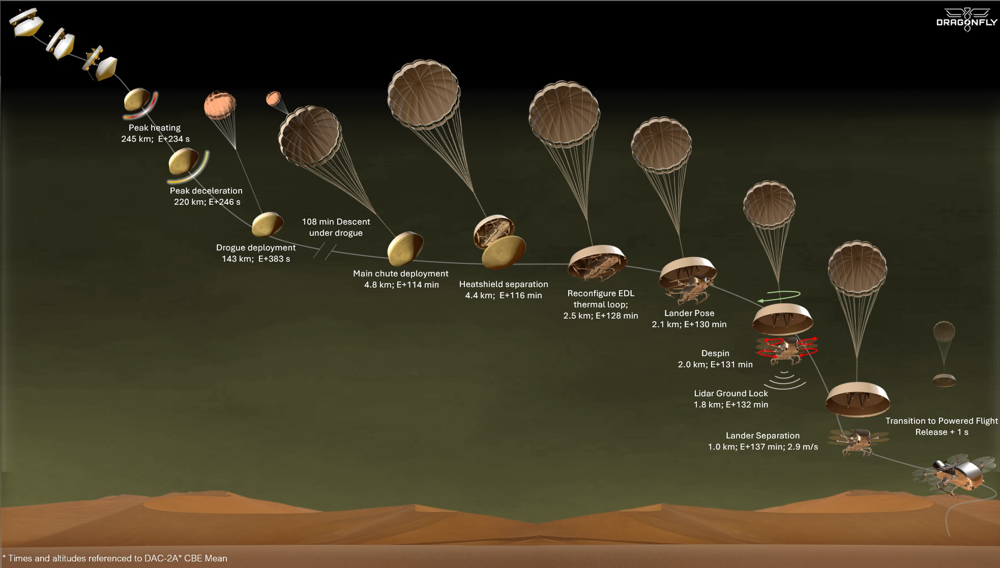 DRAGONFLY
Peak heating
245 km;  E+234 s
Peak deceleration
220 km; E+246 s
Drogue deployment
143 km;  E+383 s
108 min Descent
under drogue
Main chute deployment
4.8 km; E+114 min
Heatshield separation
4.4 km;  E+116 min
Reconfigure EDL
thermal loop;
2.5 km; E+128 min
Lander Pose
2.1 km; E+130 min
Despin
2.0 km; E+131 min
Lidar Ground Lock
1.8 km; E+132 min
Lander Separation
1.0 km; E+137 min; 2.9 m/s
Transition to Powered Flight
Release + 1 s
* Times and altitudes referenced to DAC-2A* CBE Mean